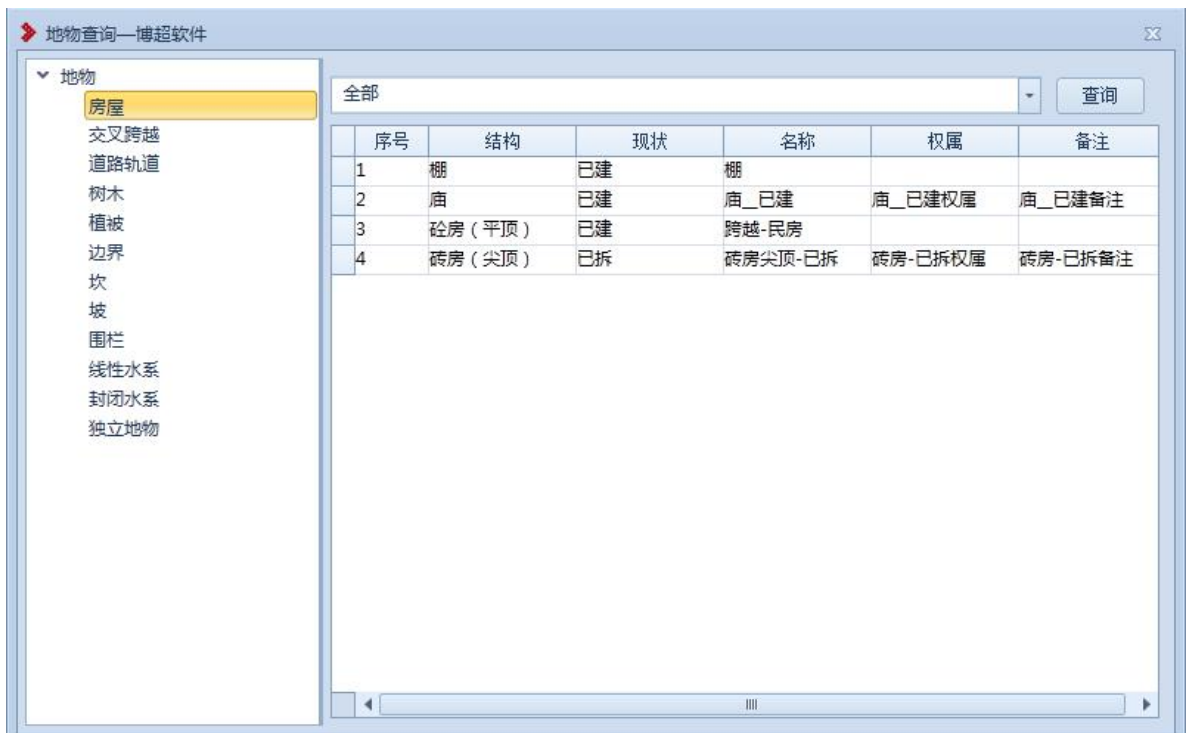 地物查询—博超软件
地物
房屋
交叉跨越
道路轨道
树木
植被
边界
坎
坡
围栏
线性水系
封闭水系
独立地物
全部 查询
序号 结构 现状 名称 权属 备注
1 棚 已建 棚
2 庙 已建 庙__已建 庙__已建权属 庙__已建备注
3 砼房（平顶） 已建 跨越-民房
4 砖房（尖顶） 已拆 砖房尖顶-已拆 砖房-已拆权属 砖房-已拆备注